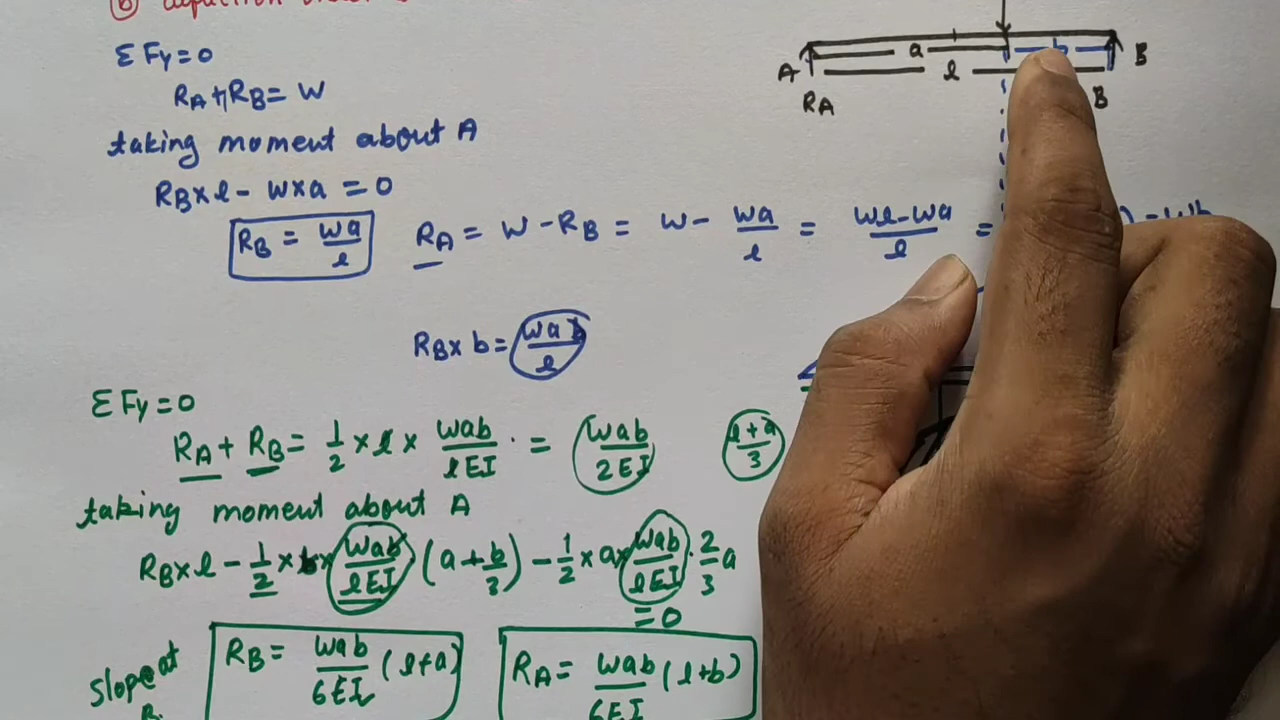 ⓑ
ΣFy=0
RA+RB= W
taking moment about A
RB×l - W×a = 0
RB = wa/l
RA = W-RB = W- wa/l = Wl-Wa/l =
RB×b = wab/l
a
b
l
A
B
RA
B
ΣFy=0
RA+RB= 1/2 ×l× wab/lEI . = wab/2EI
l+a/3
taking moment about A
RB×l - 1/2 ×b× wab/lEI (a+b/3) - 1/2 ×a× wab/lEI . 2/3 a
=0
slope at
B
RB= wab/6EI (l+a)
RA= wab/6EI (l+b)